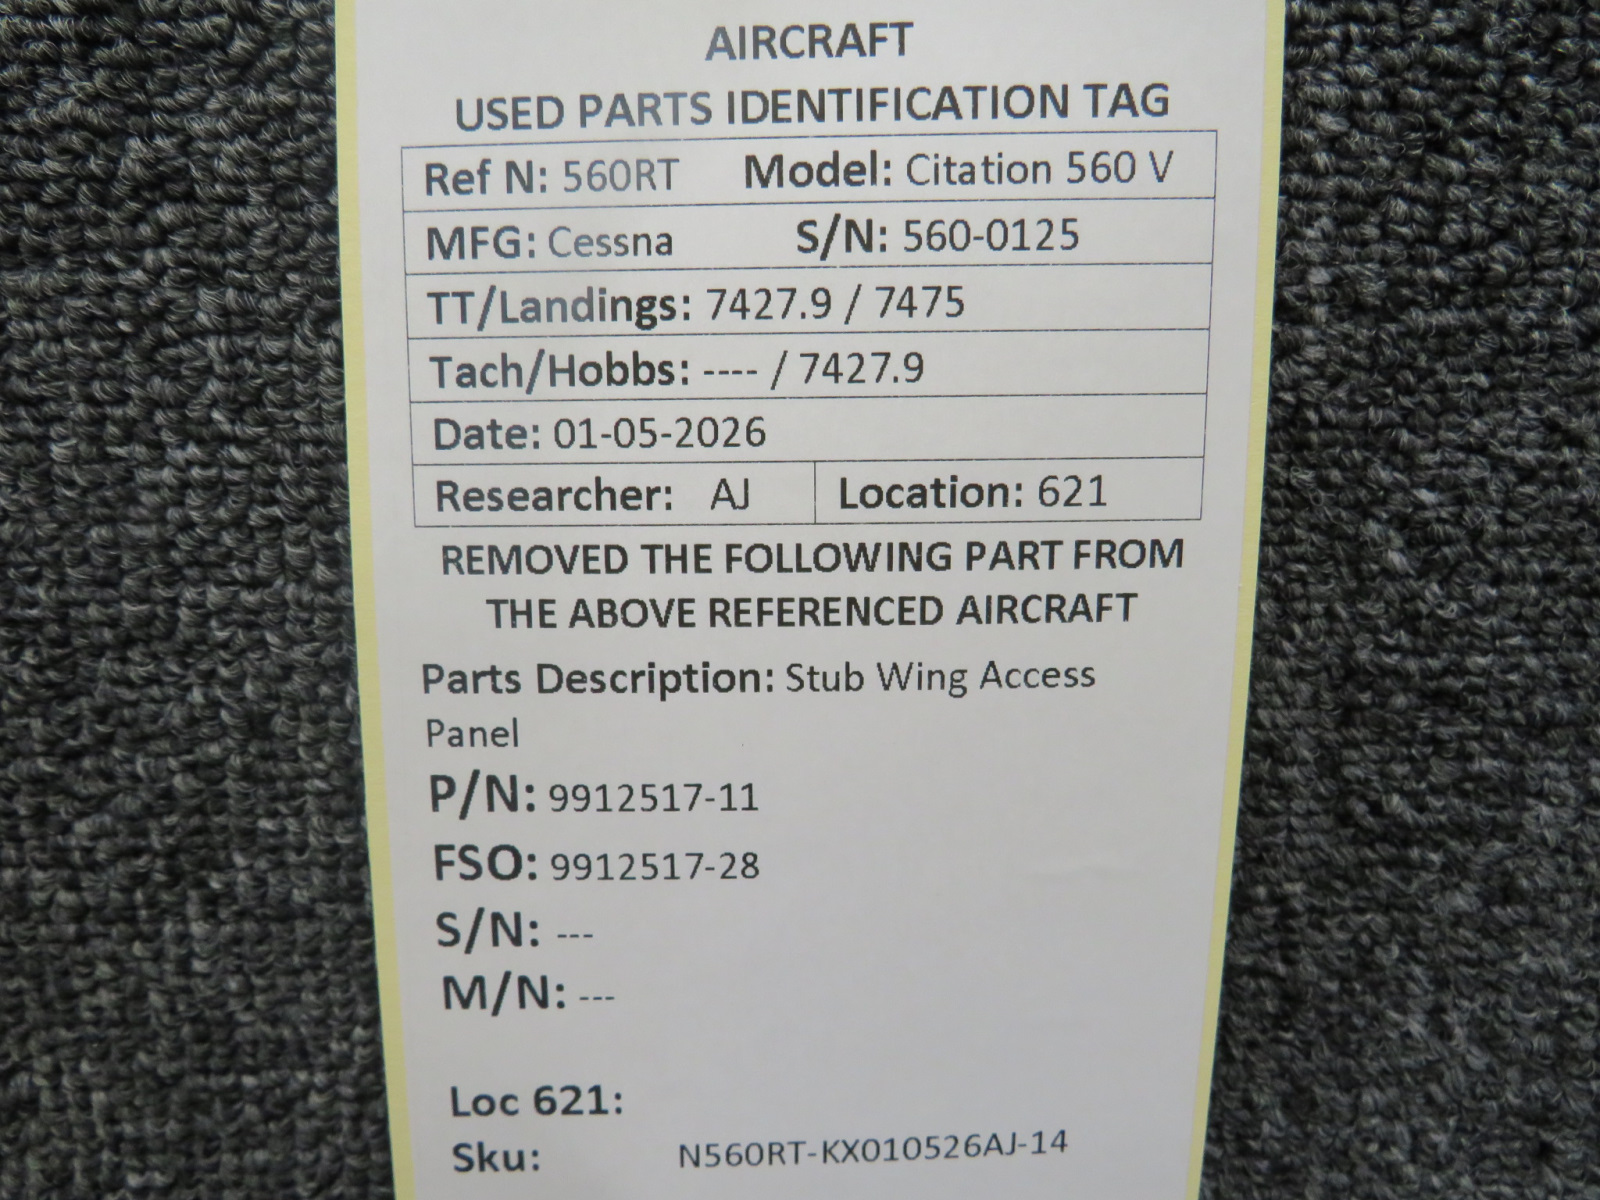 AIRCRAFT
USED PARTS IDENTIFICATION TAG
Ref N: 560RT Model: Citation 560 V
MFG: Cessna S/N: 560-0125
TT/Landings: 7427.9 / 7475
Tach/Hobbs: ---- / 7427.9
Date: 01-05-2026
Researcher: AJ Location: 621
REMOVED THE FOLLOWING PART FROM
THE ABOVE REFERENCED AIRCRAFT
Parts Description: Stub Wing Access
Panel
P/N: 9912517-11
FSO: 9912517-28
S/N: ---
M/N: ---
Loc 621:
Sku: N560RT-KX010526AJ-14